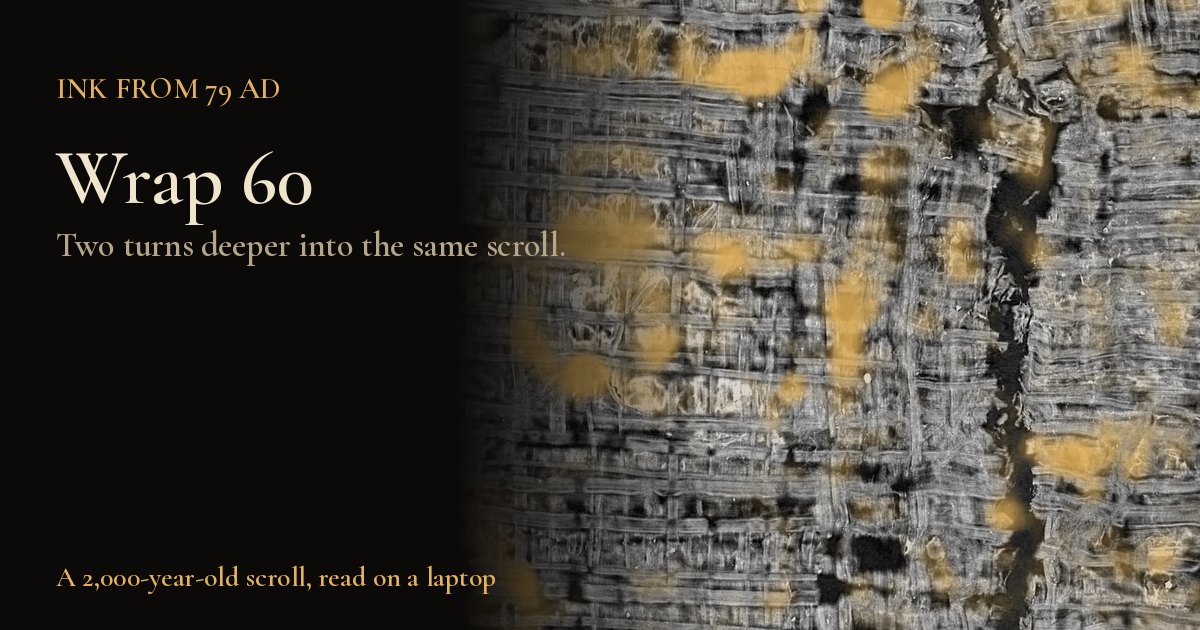 INK FROM 79 AD
Wrap 60
Two turns deeper into the same scroll.
A 2,000-year-old scroll, read on a laptop